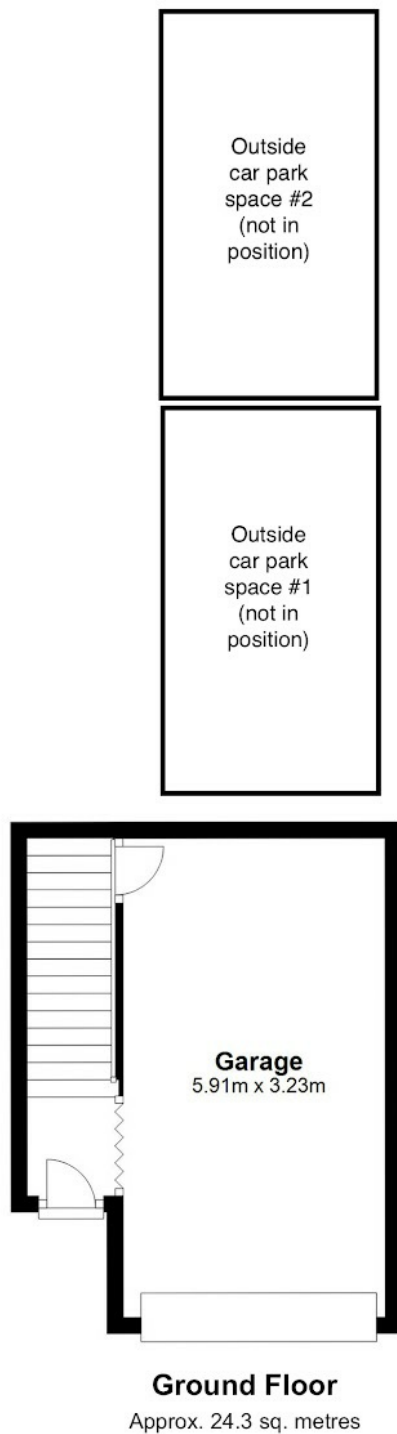 Outside
car park
space #2
(not in
position)
Outside
car park
space #1
(not in
position)
Garage
5.91m x 3.23m
Ground Floor
Approx. 24.3 sq. metres